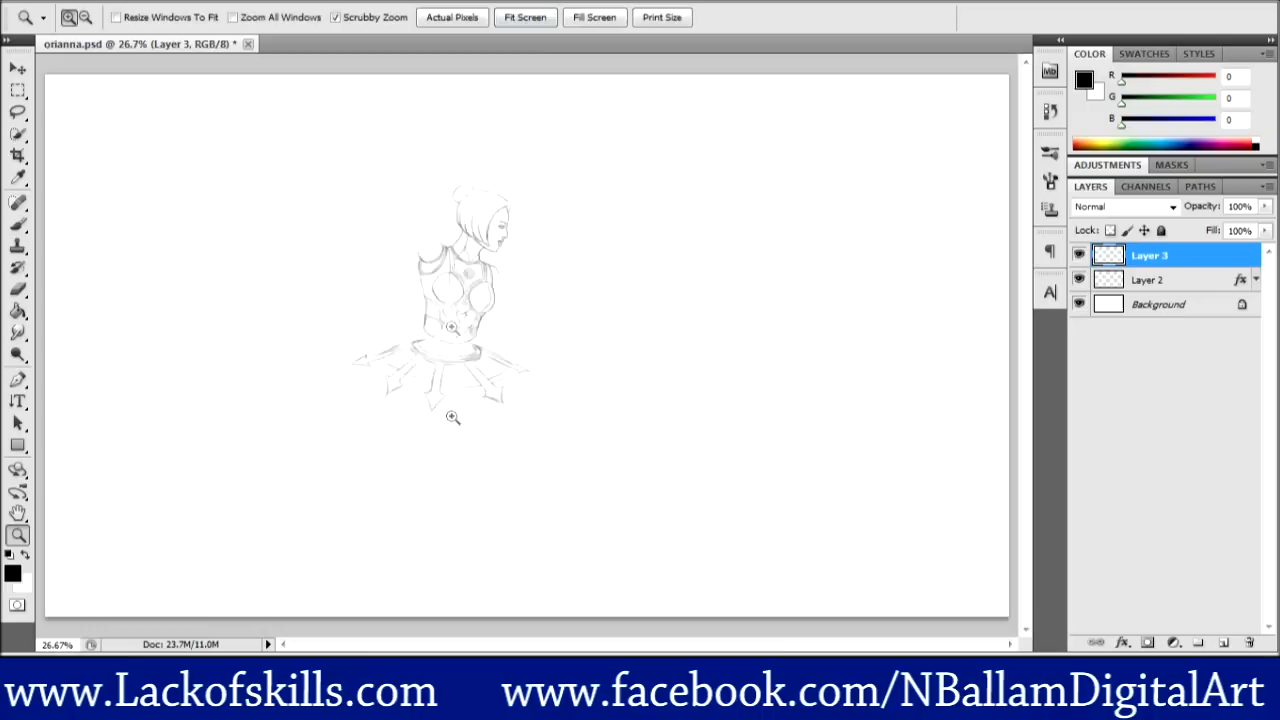 Resize Windows To Fit Zoom All Windows Scrubby Zoom Actual Pixels Fit Screen Fill Screen Print Size
orianna.psd @ 26.7% (Layer 3, RGB/8) *
COLOR SWATCHES STYLES
R 0
G 0
B 0
ADJUSTMENTS MASKS
LAYERS CHANNELS PATHS
Normal Opacity: 100%
Lock: Fill: 100%
Layer 3
Layer 2 fx
Background
26.67% Doc: 23.7M/11.0M
www.Lackofskills.com www.facebook.com/NBallamDigitalArt